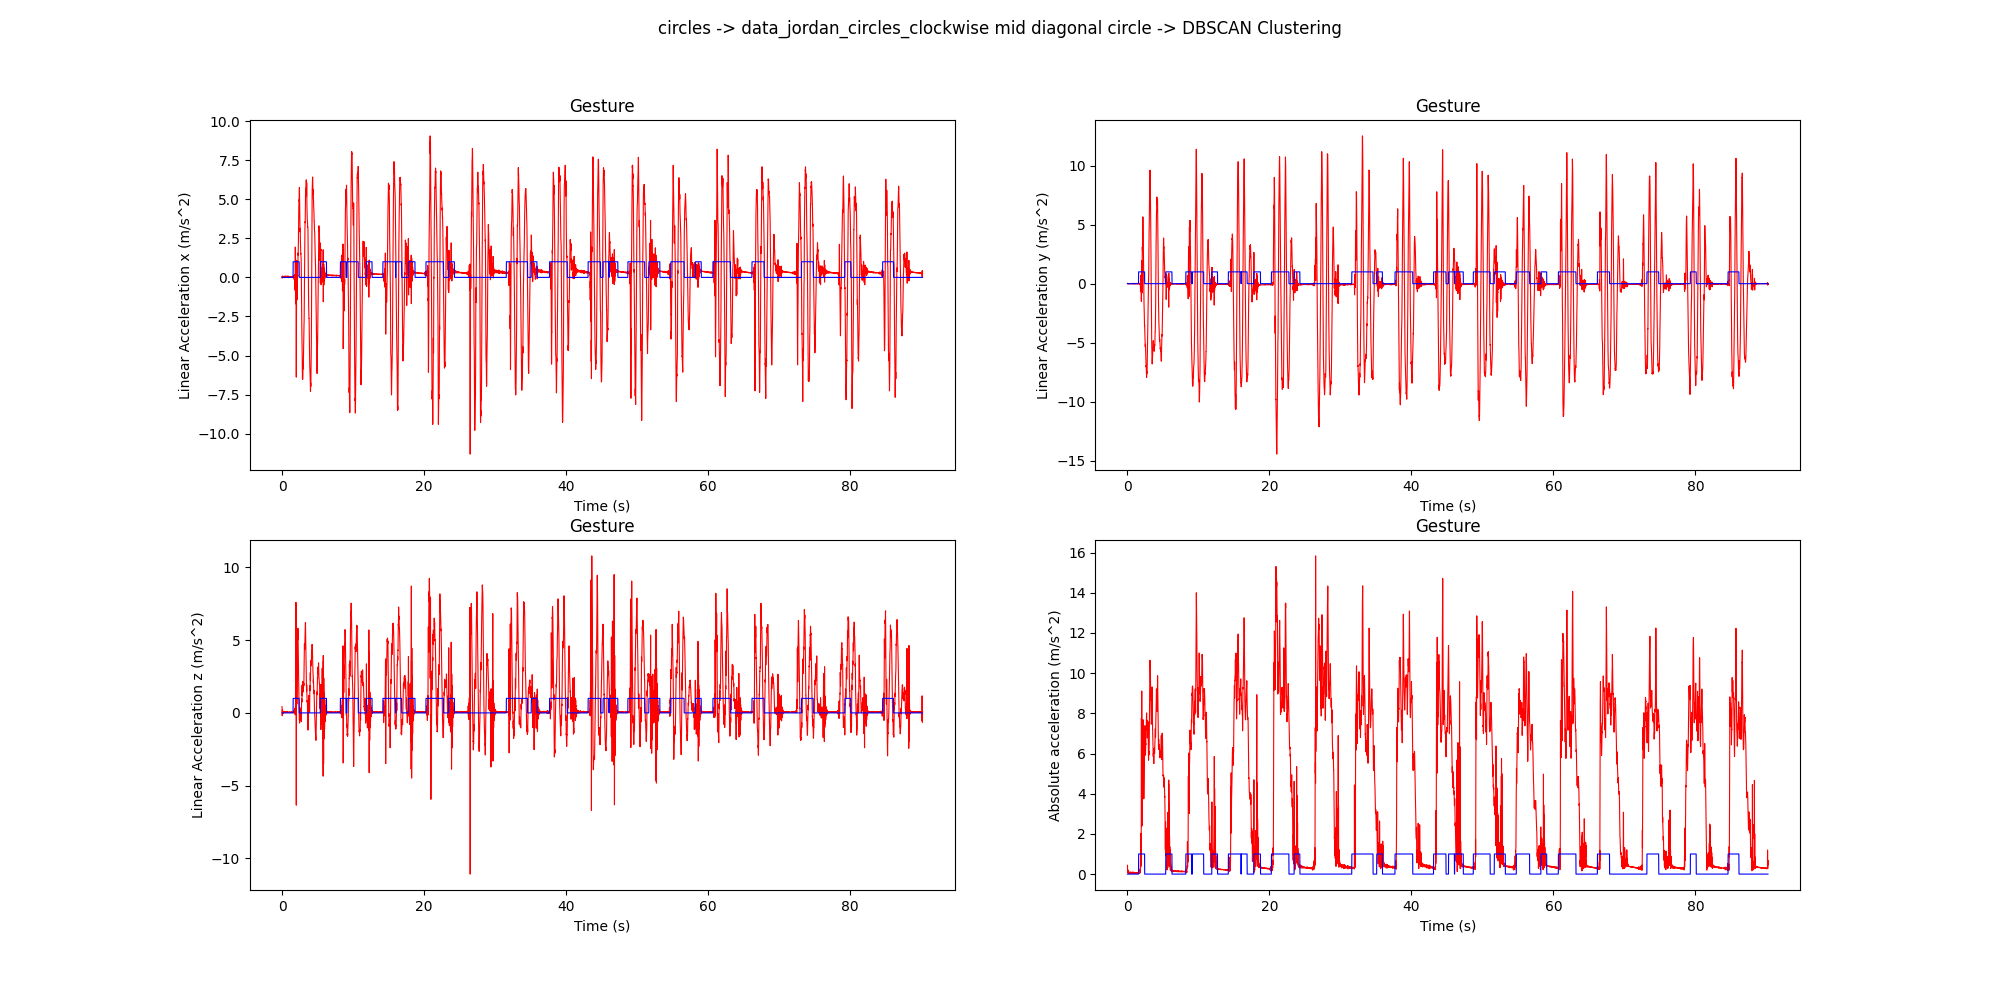 circles -> data_jordan_circles_clockwise mid diagonal circle -> DBSCAN Clustering
Gesture
10.0
7.5
5.0
2.5
0.0
−2.5
−5.0
−7.5
−10.0
Linear Acceleration x (m/s^2)
0 20 40 60 80
Time (s)
Gesture
10
5
0
−5
−10
−15
Linear Acceleration y (m/s^2)
0 20 40 60 80
Time (s)
Gesture
10
5
0
−5
−10
Linear Acceleration z (m/s^2)
0 20 40 60 80
Time (s)
Gesture
16
14
12
10
8
6
4
2
0
Absolute acceleration (m/s^2)
0 20 40 60 80
Time (s)